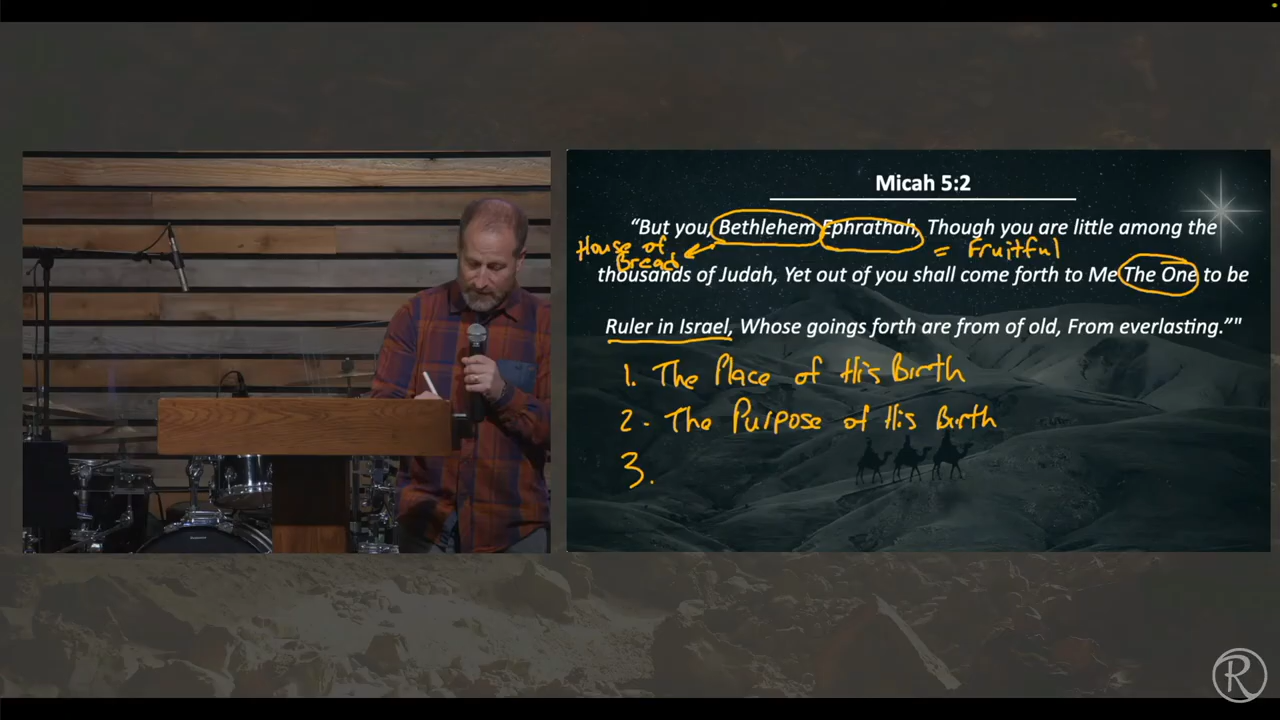 Micah 5:2
“But you, Bethlehem Ephrathah, Though you are little among the
House of
Bread
= Fruitful
thousands of Judah, Yet out of you shall come forth to Me The One to be
Ruler in Israel, Whose goings forth are from of old, From everlasting.”"
1. The Place of His Birth
2. The Purpose of His Birth
3.
R